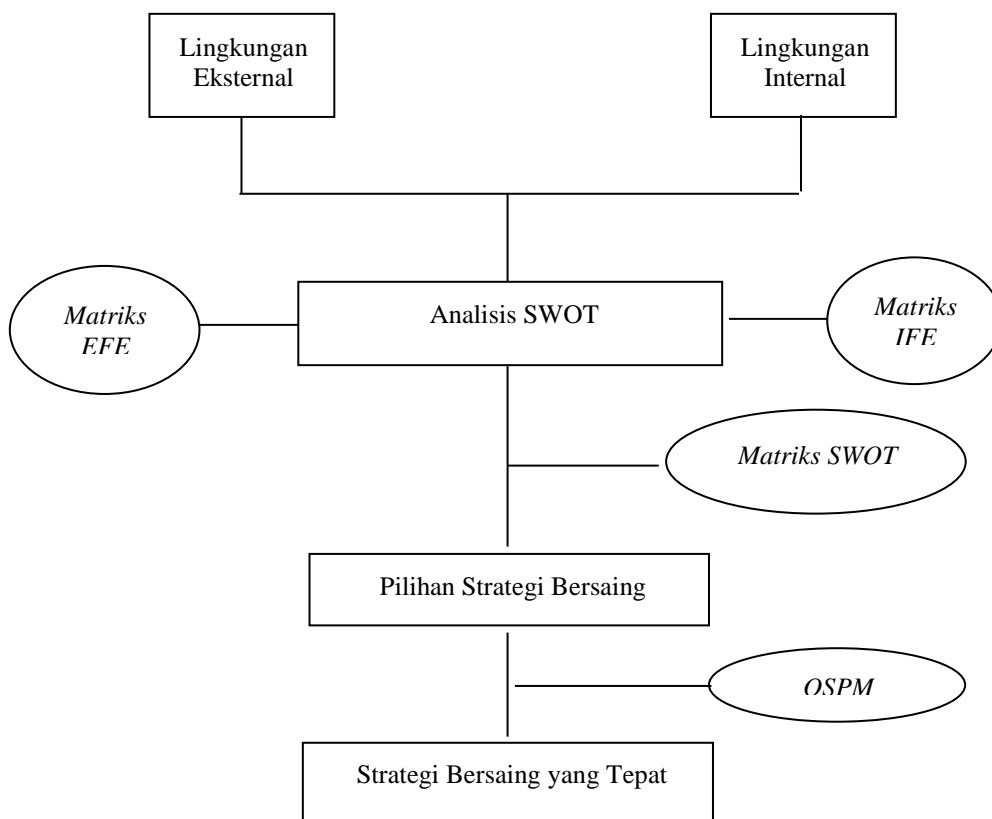 Lingkungan
Eksternal
Lingkungan
Internal
Analisis SWOT
Matriks
EFE
Matriks
IFE
Matriks SWOT
Pilihan Strategi Bersaing
QSPM
Strategi Bersaing yang Tepat